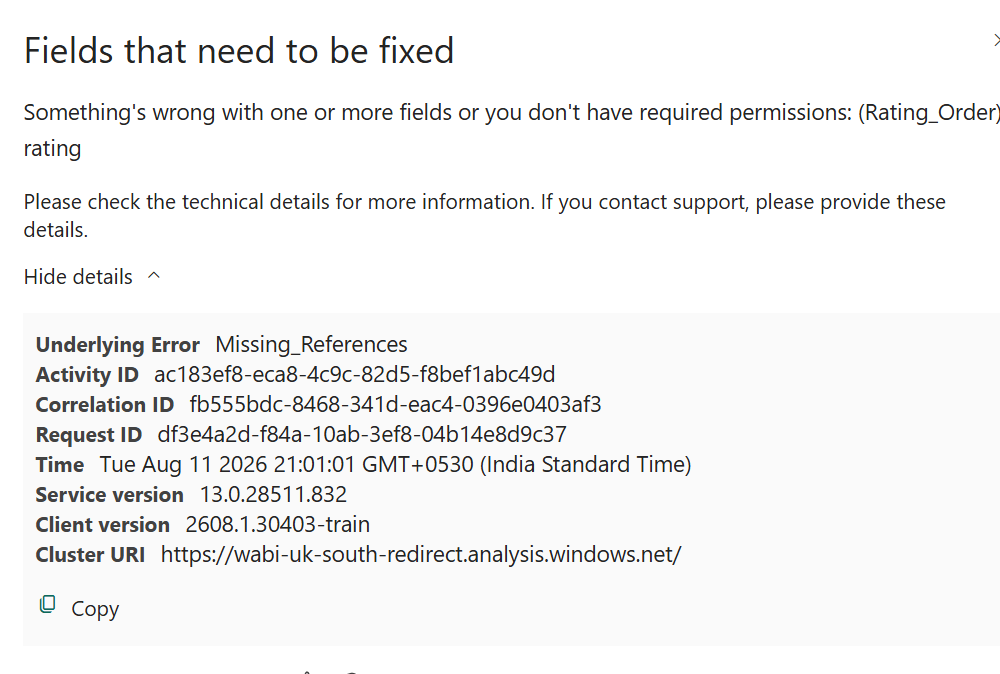 Fields that need to be fixed
Something's wrong with one or more fields or you don't have required permissions: (Rating_Order)
rating
Please check the technical details for more information. If you contact support, please provide these
details.
Hide details
Underlying Error Missing_References
Activity ID ac183ef8-eca8-4c9c-82d5-f8bef1abc49d
Correlation ID fb555bdc-8468-341d-eac4-0396e0403af3
Request ID df3e4a2d-f84a-10ab-3ef8-04b14e8d9c37
Time Tue Aug 11 2026 21:01:01 GMT+0530 (India Standard Time)
Service version 13.0.28511.832
Client version 2608.1.30403-train
Cluster URI https://wabi-uk-south-redirect.analysis.windows.net/
Copy